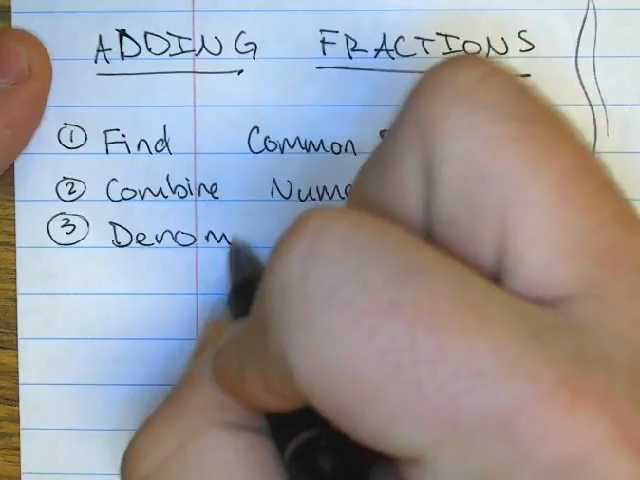 ADDING FRACTIONS
① Find Common
② Combine Nume
③ Denom